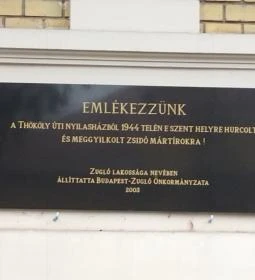 EMLÉKEZZÜNK
A THÖKÖLY ÚTI NYILASHÁZBÓL 1944 TELÉN E SZENT HELYRE HURCOLT
ÉS MEGGYILKOLT ZSIDÓ MÁRTÍROKRA!
ZUGLÓ LAKOSSÁGA NEVÉBEN
ÁLLÍTTATTA BUDAPEST-ZUGLÓ ÖNKORMÁNYZATA
2003